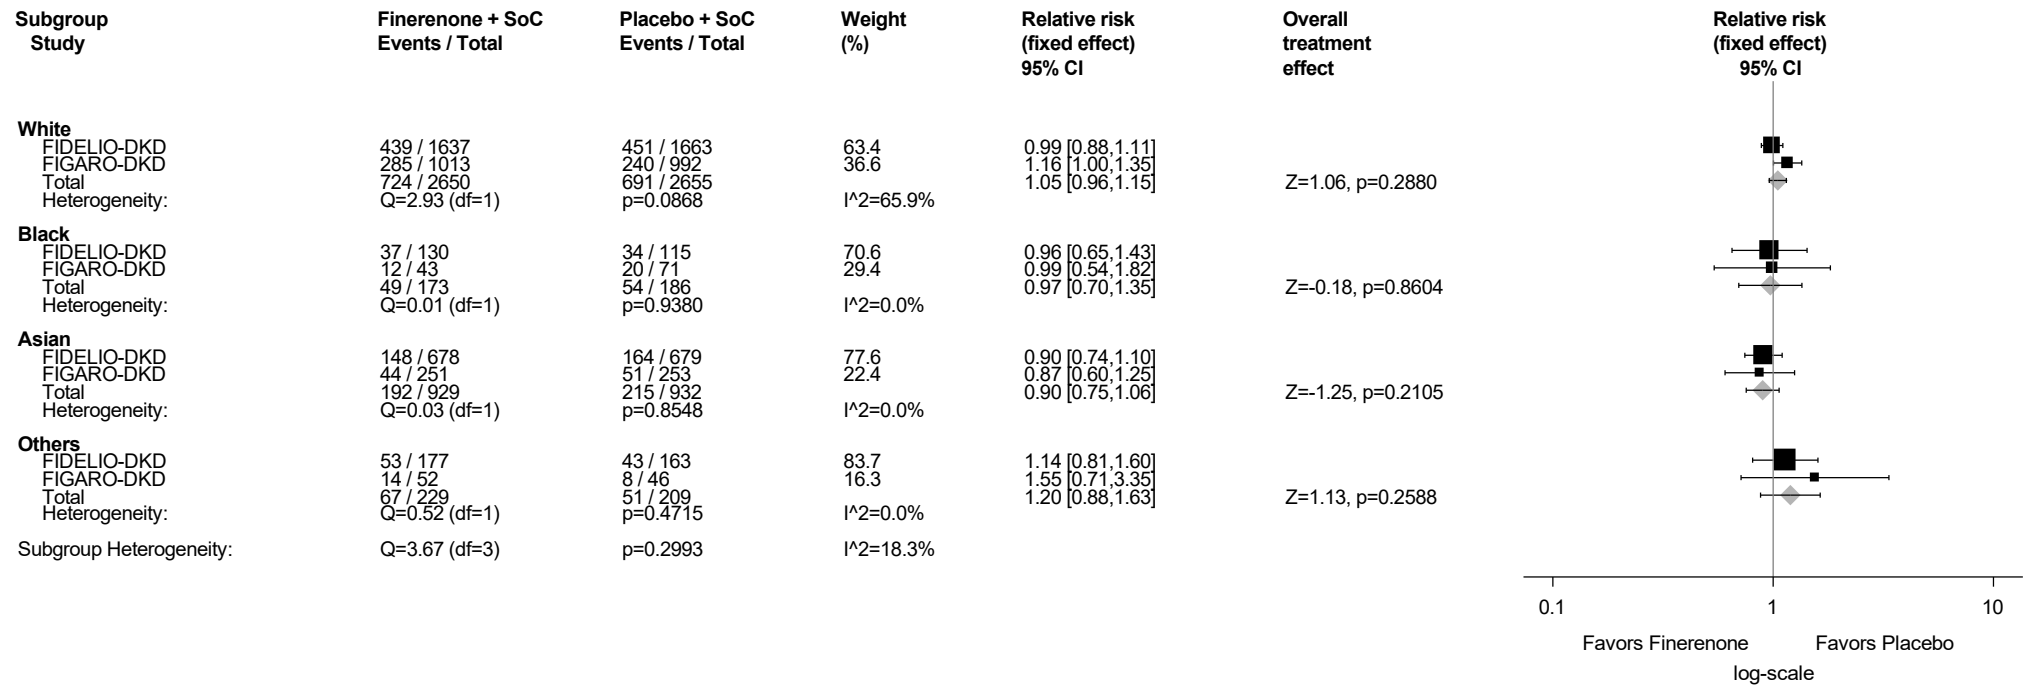 Subgroup Finerenone + SoC Placebo + SoC Weight Relative risk Overall Relative risk
Study Events / Total Events / Total (%) (fixed effect) treatment (fixed effect)
95% CI effect 95% CI
White
FIDELIO-DKD 439 / 1637 451 / 1663 63.4 0.99 [0.88,1.11]
FIGARO-DKD 285 / 1013 240 / 992 36.6 1.16 [1.00,1.35]
Total 724 / 2650 691 / 2655 1.05 [0.96,1.15] Z=1.06, p=0.2880
Heterogeneity: Q=2.93 (df=1) p=0.0868 I^2=65.9%
Black
FIDELIO-DKD 37 / 130 34 / 115 70.6 0.96 [0.65,1.43]
FIGARO-DKD 12 / 43 20 / 71 29.4 0.99 [0.54,1.82]
Total 49 / 173 54 / 186 0.97 [0.70,1.35] Z=-0.18, p=0.8604
Heterogeneity: Q=0.01 (df=1) p=0.9380 I^2=0.0%
Asian
FIDELIO-DKD 148 / 678 164 / 679 77.6 0.90 [0.74,1.10]
FIGARO-DKD 44 / 251 51 / 253 22.4 0.87 [0.60,1.25]
Total 192 / 929 215 / 932 0.90 [0.75,1.06] Z=-1.25, p=0.2105
Heterogeneity: Q=0.03 (df=1) p=0.8548 I^2=0.0%
Others
FIDELIO-DKD 53 / 177 43 / 163 83.7 1.14 [0.81,1.60]
FIGARO-DKD 14 / 52 8 / 46 16.3 1.55 [0.71,3.35]
Total 67 / 229 51 / 209 1.20 [0.88,1.63] Z=1.13, p=0.2588
Heterogeneity: Q=0.52 (df=1) p=0.4715 I^2=0.0%
Subgroup Heterogeneity: Q=3.67 (df=3) p=0.2993 I^2=18.3%
0.1 1 10
Favors Finerenone Favors Placebo
log-scale